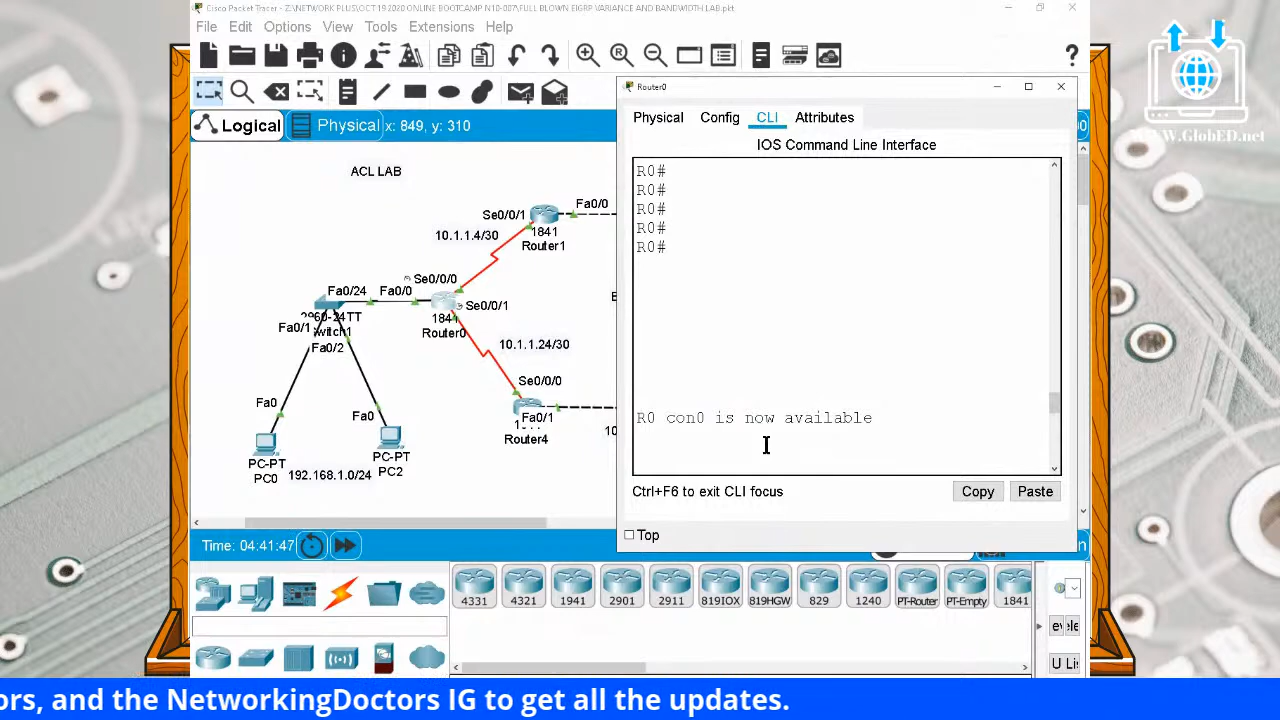 Cisco Packet Tracer - Z:\NETWORK PLUS\OCT 19 2020 ONLINE BOOTCAMP N10-007\FULL BLOWN EIGRP VARIANCE AND BANDWIDTH LAB.pkt
File Edit Options View Tools Extensions Help
?
Logical Physical x: 849, y: 310
WWW.GlobED.net
Router0
Physical Config CLI Attributes
IOS Command Line Interface
R0#
R0#
R0#
R0#
R0#
R0 con0 is now available
Ctrl+F6 to exit CLI focus
Copy Paste
Top
ACL LAB
Se0/0/1
Fa0/0
1841
Router1
10.1.1.4/30
Se0/0/0
Fa0/24
Fa0/0
Se0/0/1
Router0
Fa0/1
Fa0/2
10.1.1.24/30
Se0/0/0
Fa0/1
Router4
Fa0
Fa0
PC-PT
PC0
PC-PT
PC2
192.168.1.0/24
Time: 04:41:47
4331 4321 1941 2901 2911 819IOX 819HGW 829 1240 PT-Router PT-Empty 1841
ors, and the NetworkingDoctors IG to get all the updates.